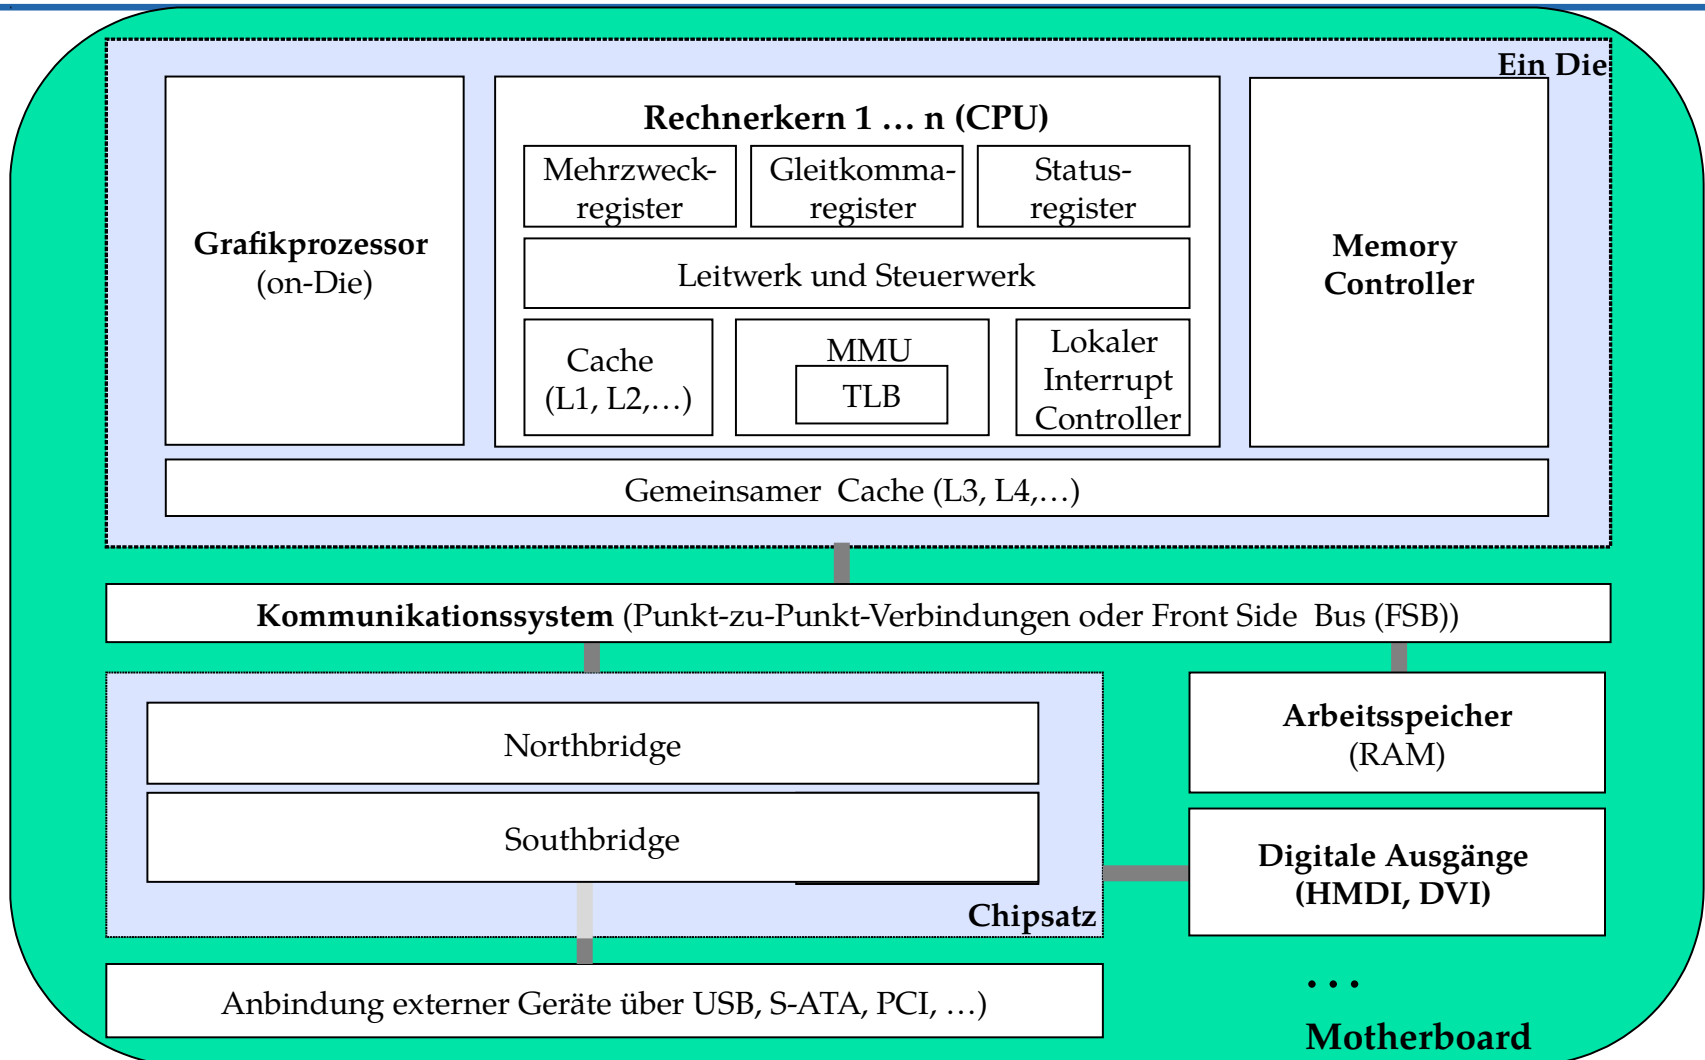 Ein Die
Rechnerkern 1 … n (CPU)
Mehrzweck-
register
Gleitkomma-
register
Status-
register
Grafikprozessor
(on-Die)
Leitwerk und Steuerwerk
Memory
Controller
Cache
(L1, L2,…)
MMU
TLB
Lokaler
Interrupt
Controller
Gemeinsamer Cache (L3, L4,…)
Kommunikationssystem (Punkt-zu-Punkt-Verbindungen oder Front Side Bus (FSB))
Northbridge
Southbridge
Chipsatz
Arbeitsspeicher
(RAM)
Digitale Ausgänge
(HMDI, DVI)
Anbindung externer Geräte über USB, S-ATA, PCI, …)
…
Motherboard